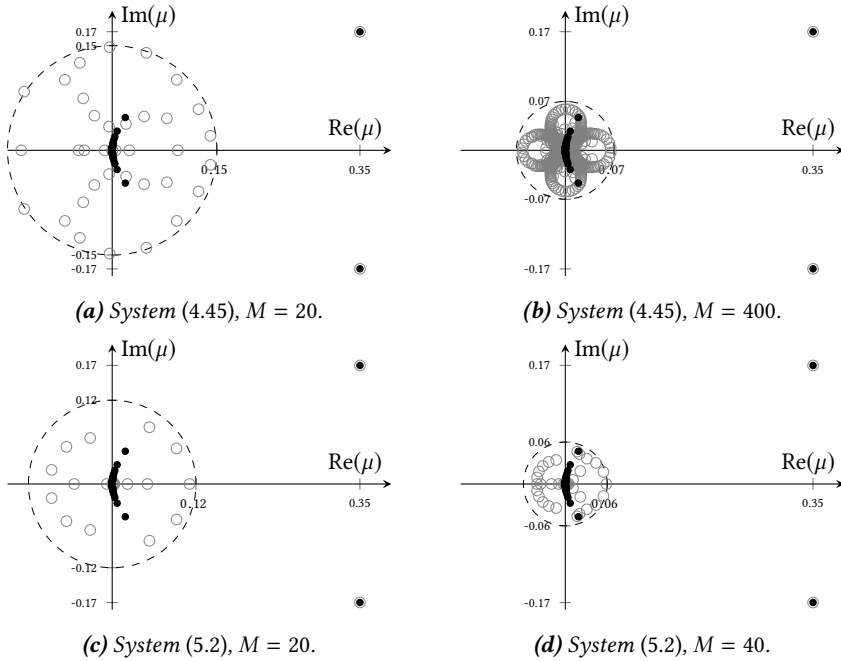 Im(μ)
0.17
0.15
Re(μ)
0.15
0.35
-0.15
-0.17
(a) System (4.45), M = 20.
Im(μ)
0.17
0.07
Re(μ)
0.07
0.35
-0.07
-0.17
(b) System (4.45), M = 400.
Im(μ)
0.17
0.12
Re(μ)
0.12
0.35
-0.12
-0.17
(c) System (5.2), M = 20.
Im(μ)
0.17
0.06
Re(μ)
0.06
0.35
-0.06
-0.17
(d) System (5.2), M = 40.